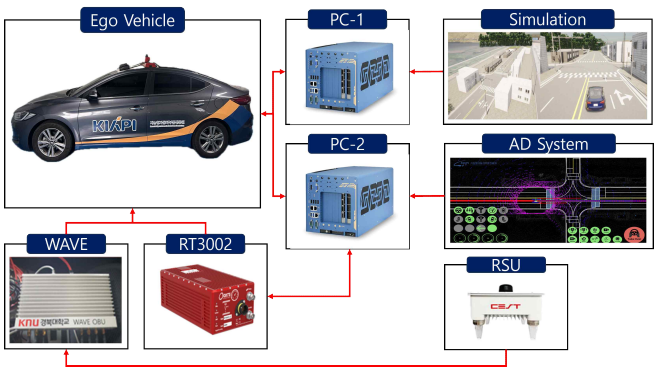 Ego Vehicle
PC-1
Simulation
KIAPI
PC-2
AD System
WAVE
RT3002
RSU
KNU 경북대학교 WAVE OBU
CEST